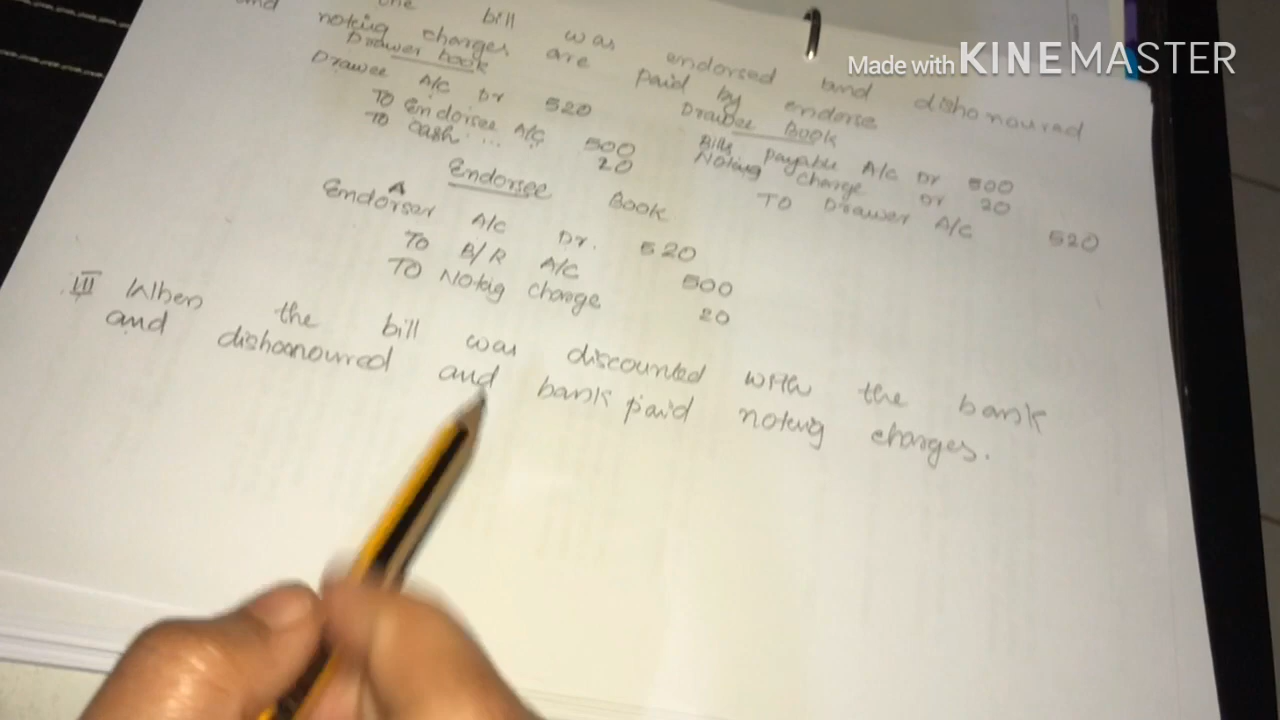 the bill was endorsed and dishonoured
and noting charges are paid by endorse
Drawer book
Drawee A/C Dr 520
To Endorsee A/C 500
To Cash.... 20
Drawee Book
Bills payable A/C Dr 500
Noting charge Dr 20
TO Drawer A/C 520
Endorsee Book
Endorser A/C Dr. 520
To B/R A/C 500
TO Noting charge 20
III When the bill was discounted with the bank
and dishonoured and bank paid noting charges.
Made with KINEMASTER